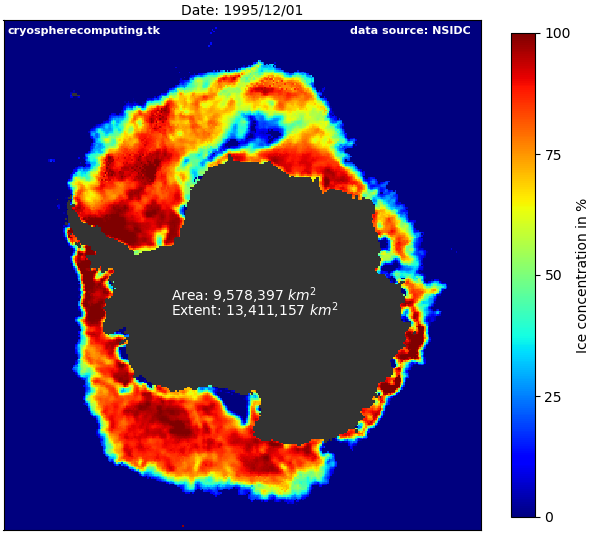 Date: 1995/12/01
cryospherecomputing.tk
data source: NSIDC
Area: 9,578,397 km²
Extent: 13,411,157 km²
100
75
50
25
0
Ice concentration in %